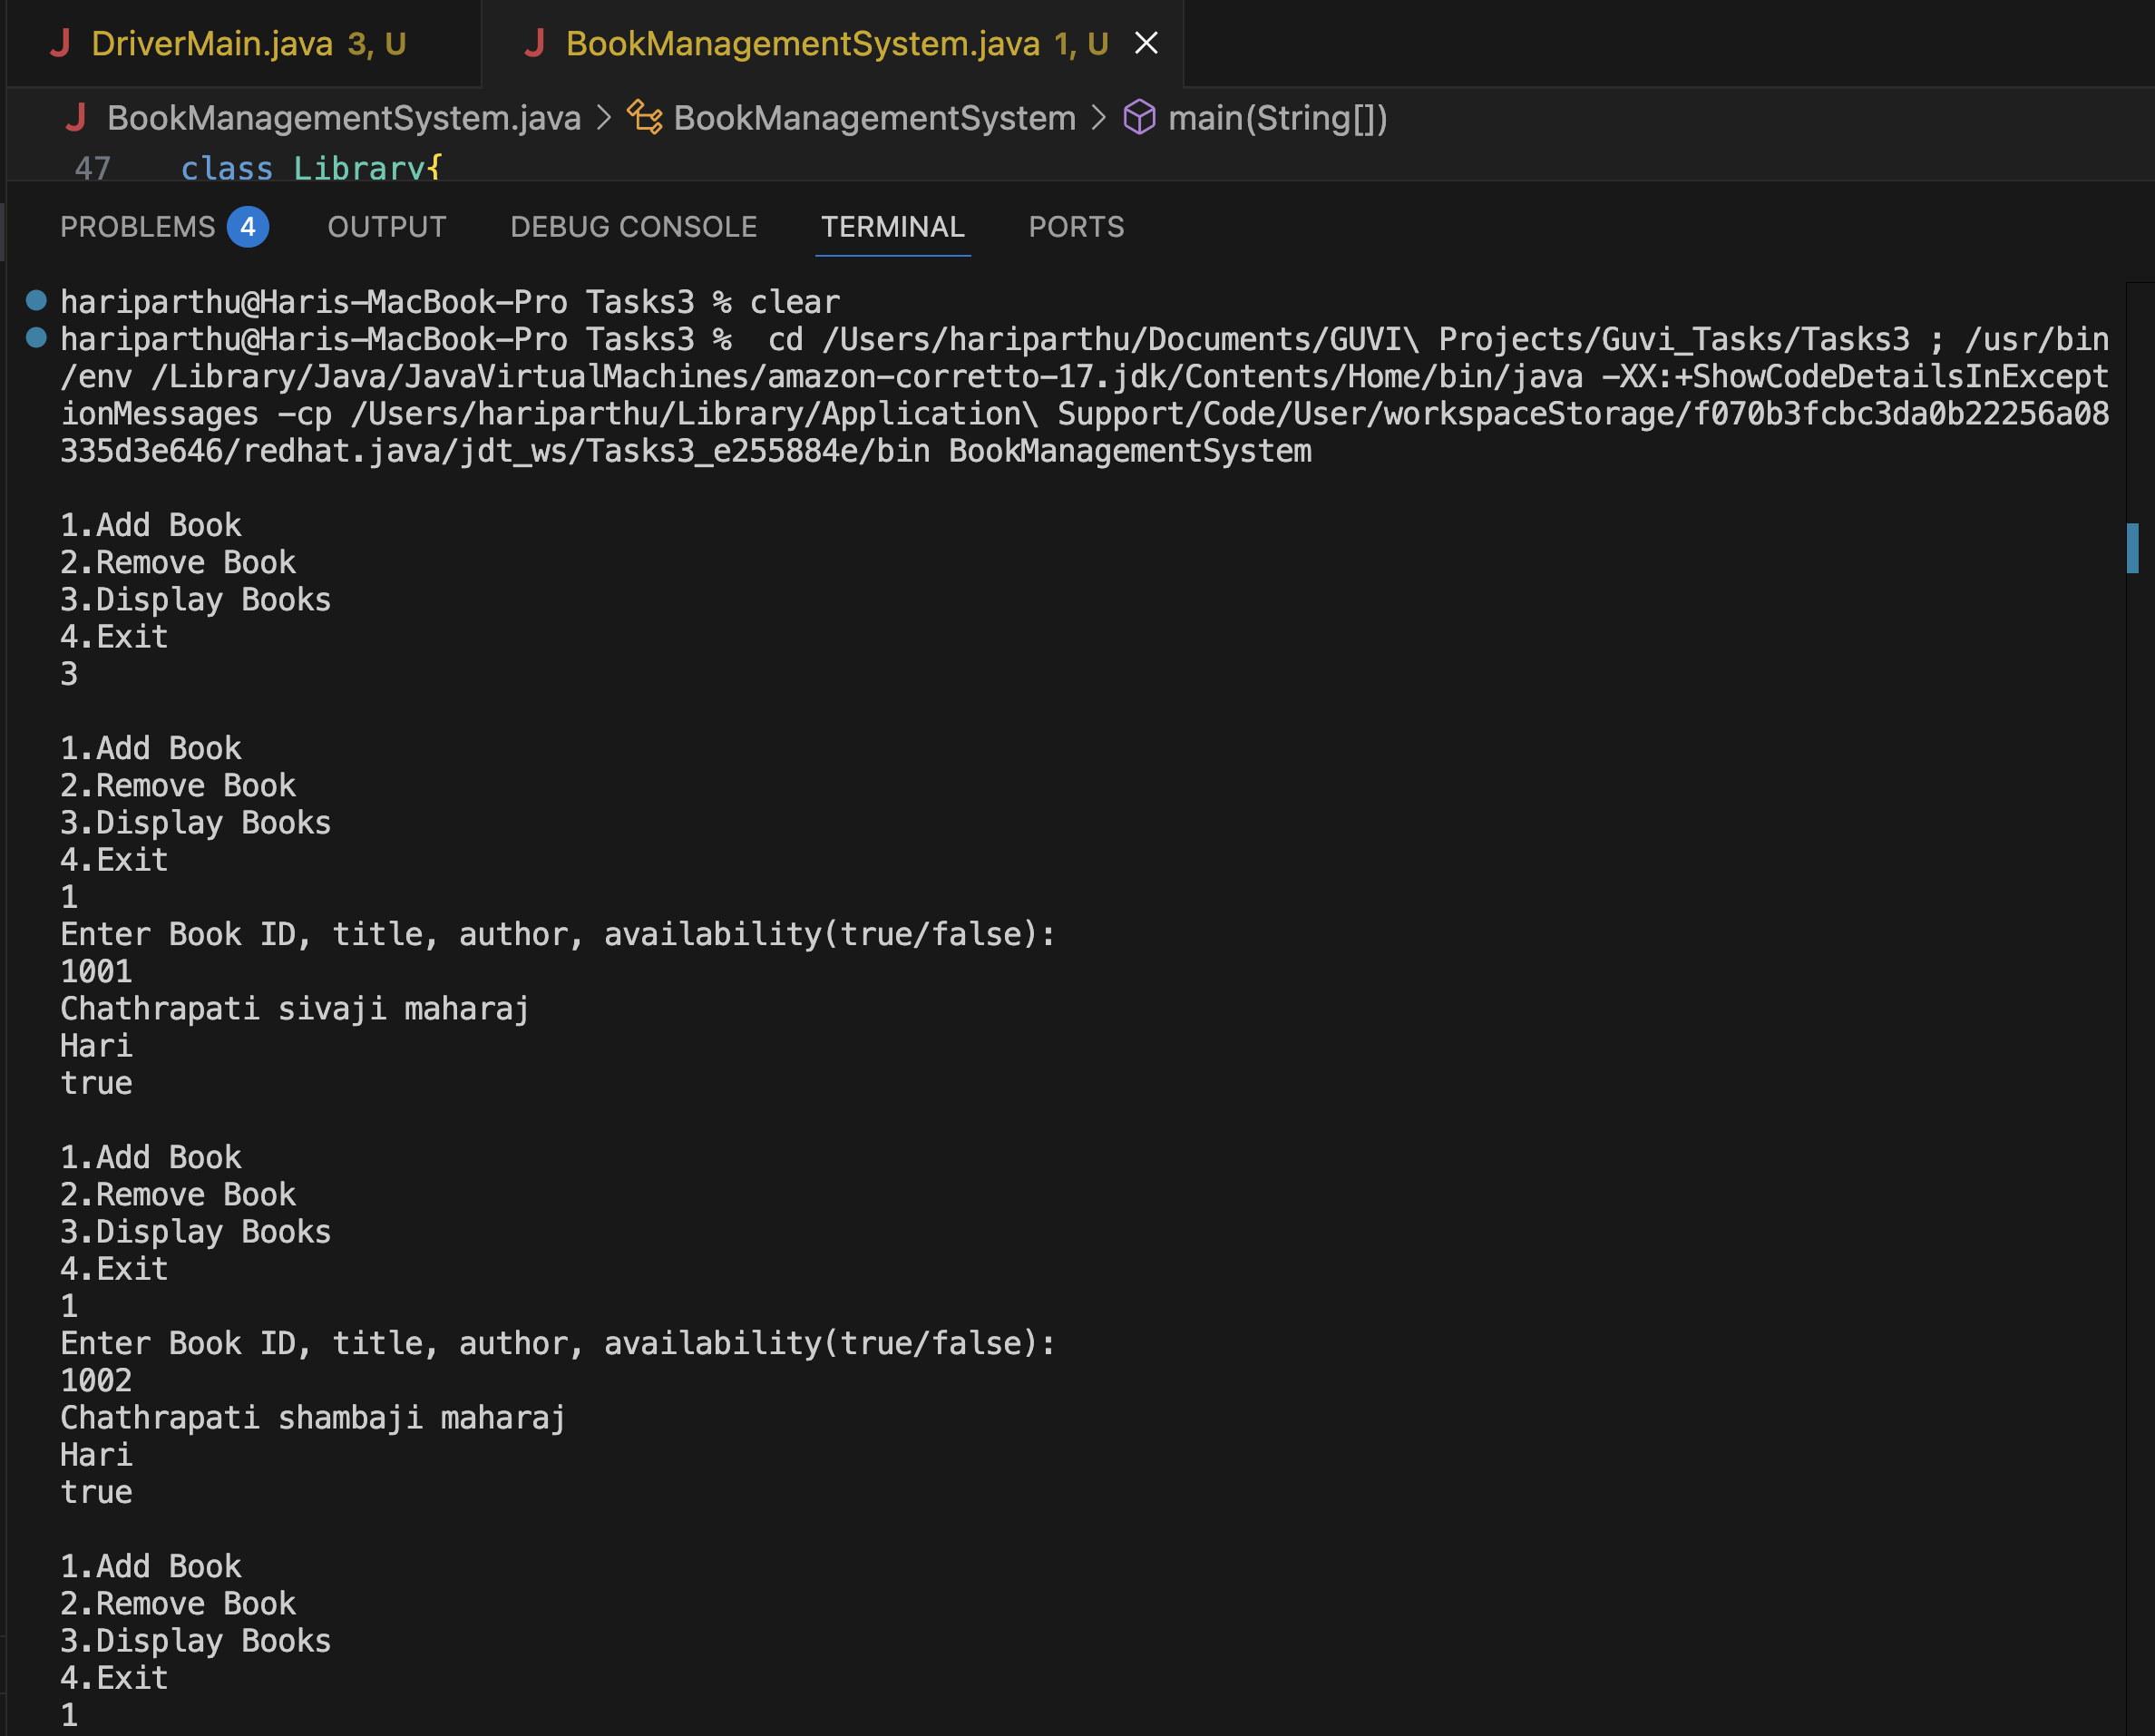 DriverMain.java 3, U BookManagementSystem.java 1, U
BookManagementSystem.java > BookManagementSystem > main(String[])
47 class Library{
PROBLEMS 4 OUTPUT DEBUG CONSOLE TERMINAL PORTS
hariparthu@Haris-MacBook-Pro Tasks3 % clear
hariparthu@Haris-MacBook-Pro Tasks3 %  cd /Users/hariparthu/Documents/GUVI\ Projects/Guvi_Tasks/Tasks3 ; /usr/bin
/env /Library/Java/JavaVirtualMachines/amazon-corretto-17.jdk/Contents/Home/bin/java -XX:+ShowCodeDetailsInExcept
ionMessages -cp /Users/hariparthu/Library/Application\ Support/Code/User/workspaceStorage/f070b3fcbc3da0b22256a08
335d3e646/redhat.java/jdt_ws/Tasks3_e255884e/bin BookManagementSystem
1.Add Book
2.Remove Book
3.Display Books
4.Exit
3
1.Add Book
2.Remove Book
3.Display Books
4.Exit
1
Enter Book ID, title, author, availability(true/false):
1001
Chathrapati sivaji maharaj
Hari
true
1.Add Book
2.Remove Book
3.Display Books
4.Exit
1
Enter Book ID, title, author, availability(true/false):
1002
Chathrapati shambaji maharaj
Hari
true
1.Add Book
2.Remove Book
3.Display Books
4.Exit
1